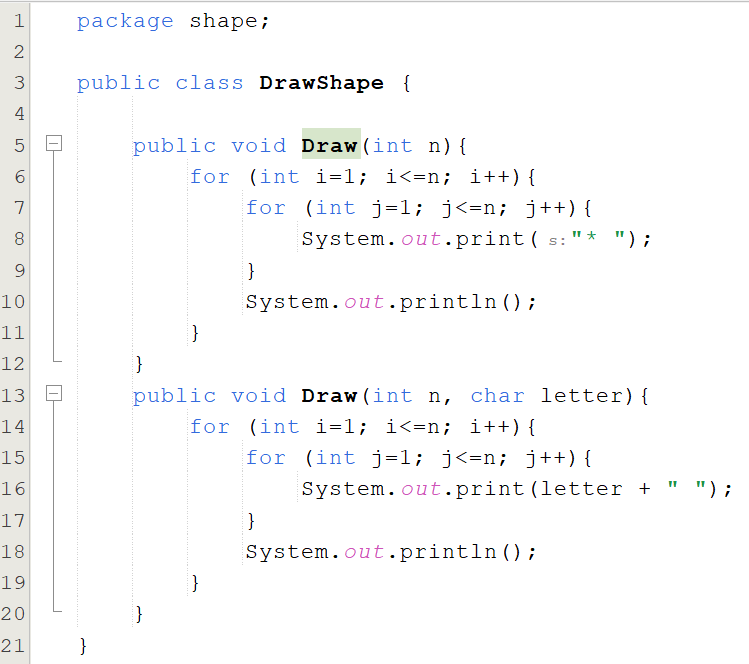 1 package shape;
2
3 public class DrawShape {
4
5 public void Draw(int n){
6 for (int i=1; i<=n; i++){
7 for (int j=1; j<=n; j++){
8 System.out.print( s:"* ");
9 }
10 System.out.println();
11 }
12 }
13 public void Draw(int n, char letter){
14 for (int i=1; i<=n; i++){
15 for (int j=1; j<=n; j++){
16 System.out.print(letter + " ");
17 }
18 System.out.println();
19 }
20 }
21 }